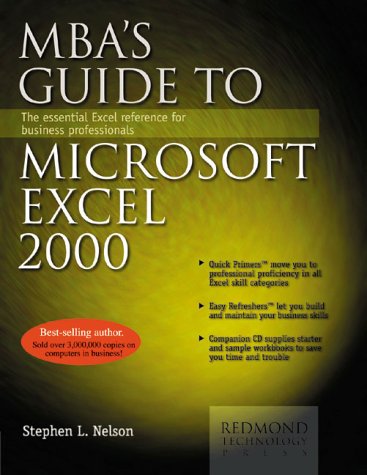 MBA'S
GUIDE TO
The essential Excel reference for
business professionals
MICROSOFT
EXCEL
2000
Quick Primers™ move you to
professional proficiency in all
Excel skill categories
Easy Refreshers™ let you build
and maintain your business skills
Companion CD supplies starter
and sample workbooks to save
you time and trouble
Best-selling author.
Sold over 3,000,000 copies on
computers in business!
Stephen L. Nelson
REDMOND
TECHNOLOGY
PRESS